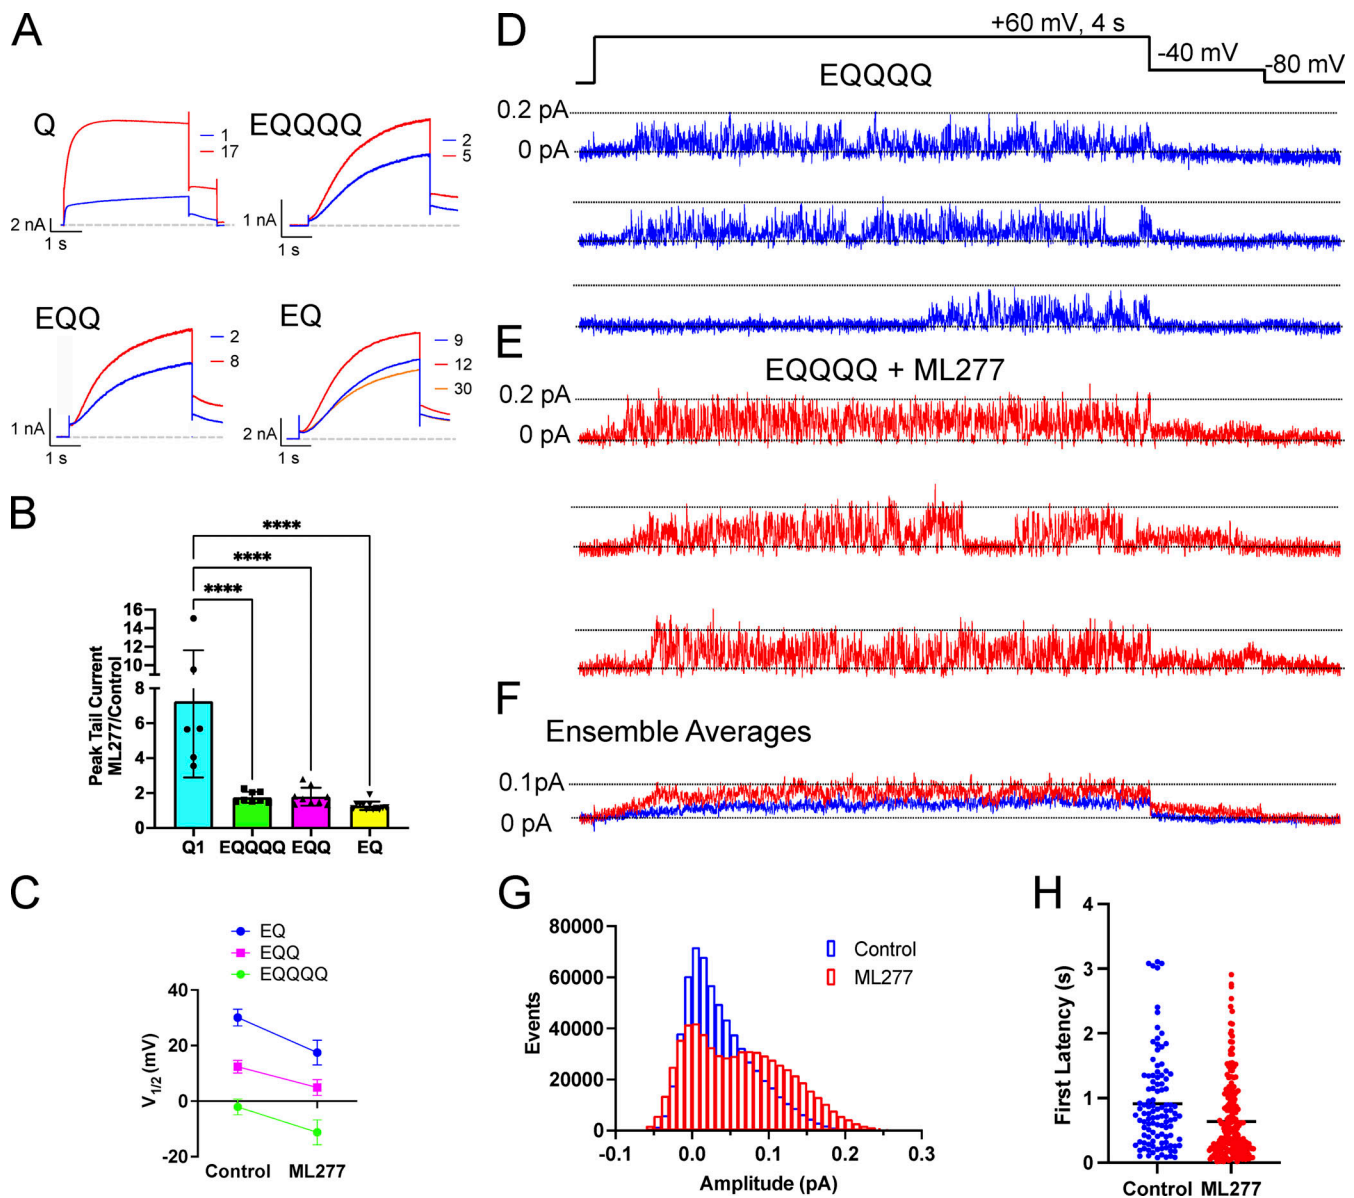 A
Q
1
17
2 nA
1 s
EQQQQ
2
5
1 nA
1 s
EQQ
2
8
1 nA
1 s
EQ
9
12
30
2 nA
1 s
B
****
****
****
Peak Tail Current
ML277/Control
16
14
12
10
8
6
4
2
0
Q1 EQQQQ EQQ EQ
C
EQ
EQQ
EQQQQ
V1/2 (mV)
40
20
0
-20
Control ML277
D
+60 mV, 4 s
-40 mV
-80 mV
EQQQQ
0.2 pA
0 pA
E
EQQQQ + ML277
0.2 pA
0 pA
F
Ensemble Averages
0.1pA
0 pA
G
Events
80000
60000
40000
20000
0
Control
ML277
-0.1 0.0 0.1 0.2 0.3
Amplitude (pA)
H
First Latency (s)
4
3
2
1
0
Control ML277